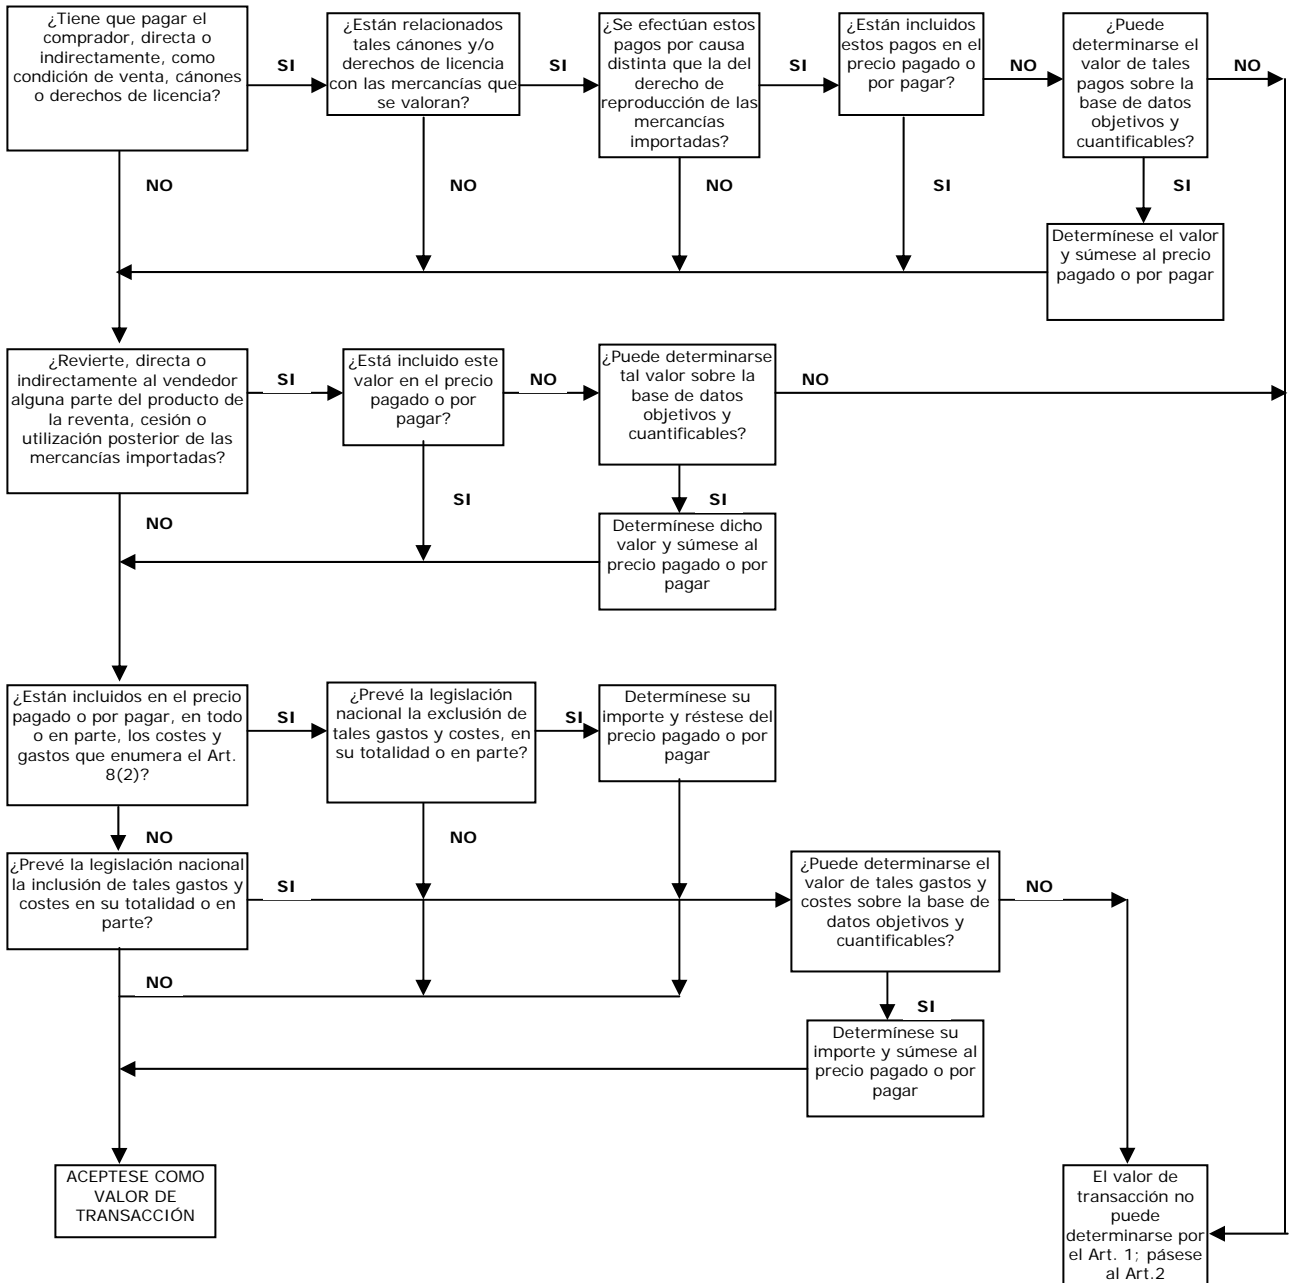 ¿Tiene que pagar el
comprador, directa o
indirectamente, como
condición de venta, cánones
o derechos de licencia?
SI
¿Están relacionados
tales cánones y/o
derechos de licencia
con las mercancías que
se valoran?
SI
¿Se efectúan estos
pagos por causa
distinta que la del
derecho de
reproducción de las
mercancías
importadas?
SI
¿Están incluidos
estos pagos en el
precio pagado o
por pagar?
NO
¿Puede
determinarse el
valor de tales
pagos sobre la
base de datos
objetivos y
cuantificables?
NO
NO
NO
NO
SI
SI
Determínese el valor
y súmese al precio
pagado o por pagar
¿Revierte, directa o
indirectamente al vendedor
alguna parte del producto de
la reventa, cesión o
utilización posterior de las
mercancías importadas?
SI
¿Está incluido este
valor en el precio
pagado o por
pagar?
NO
¿Puede determinarse
tal valor sobre la
base de datos
objetivos y
cuantificables?
NO
NO
SI
SI
Determínese dicho
valor y súmese al
precio pagado o por
pagar
¿Están incluidos en el precio
pagado o por pagar, en todo
o en parte, los costes y
gastos que enumera el Art.
8(2)?
SI
¿Prevé la legislación
nacional la exclusión de
tales gastos y costes, en
su totalidad o en parte?
SI
Determínese su
importe y réstese del
precio pagado o por
pagar
NO
NO
¿Prevé la legislación nacional
la inclusión de tales gastos y
costes en su totalidad o en
parte?
SI
¿Puede determinarse el
valor de tales gastos y
costes sobre la base de
datos objetivos y
cuantificables?
NO
NO
SI
Determínese su
importe y súmese al
precio pagado o por
pagar
ACEPTESE COMO
VALOR DE
TRANSACCIÓN
El valor de
transacción no
puede
determinarse por
el Art. 1; pásese
al Art.2